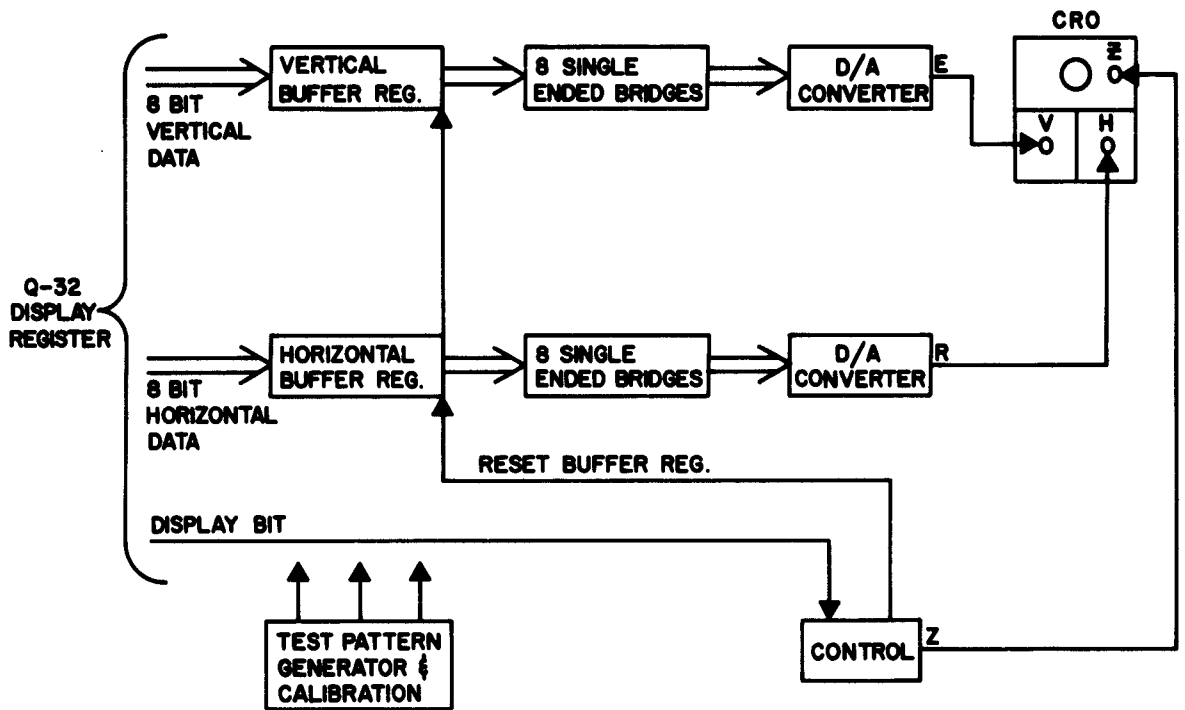 CRO
VERTICAL
BUFFER REG.
8 SINGLE
ENDED BRIDGES
D/A
CONVERTER
E
Z
V
H
8 BIT
VERTICAL
DATA
Q-32
DISPLAY
REGISTER
HORIZONTAL
BUFFER REG.
8 SINGLE
ENDED BRIDGES
D/A
CONVERTER
R
8 BIT
HORIZONTAL
DATA
RESET BUFFER REG.
DISPLAY BIT
TEST PATTERN
GENERATOR &
CALIBRATION
CONTROL
Z